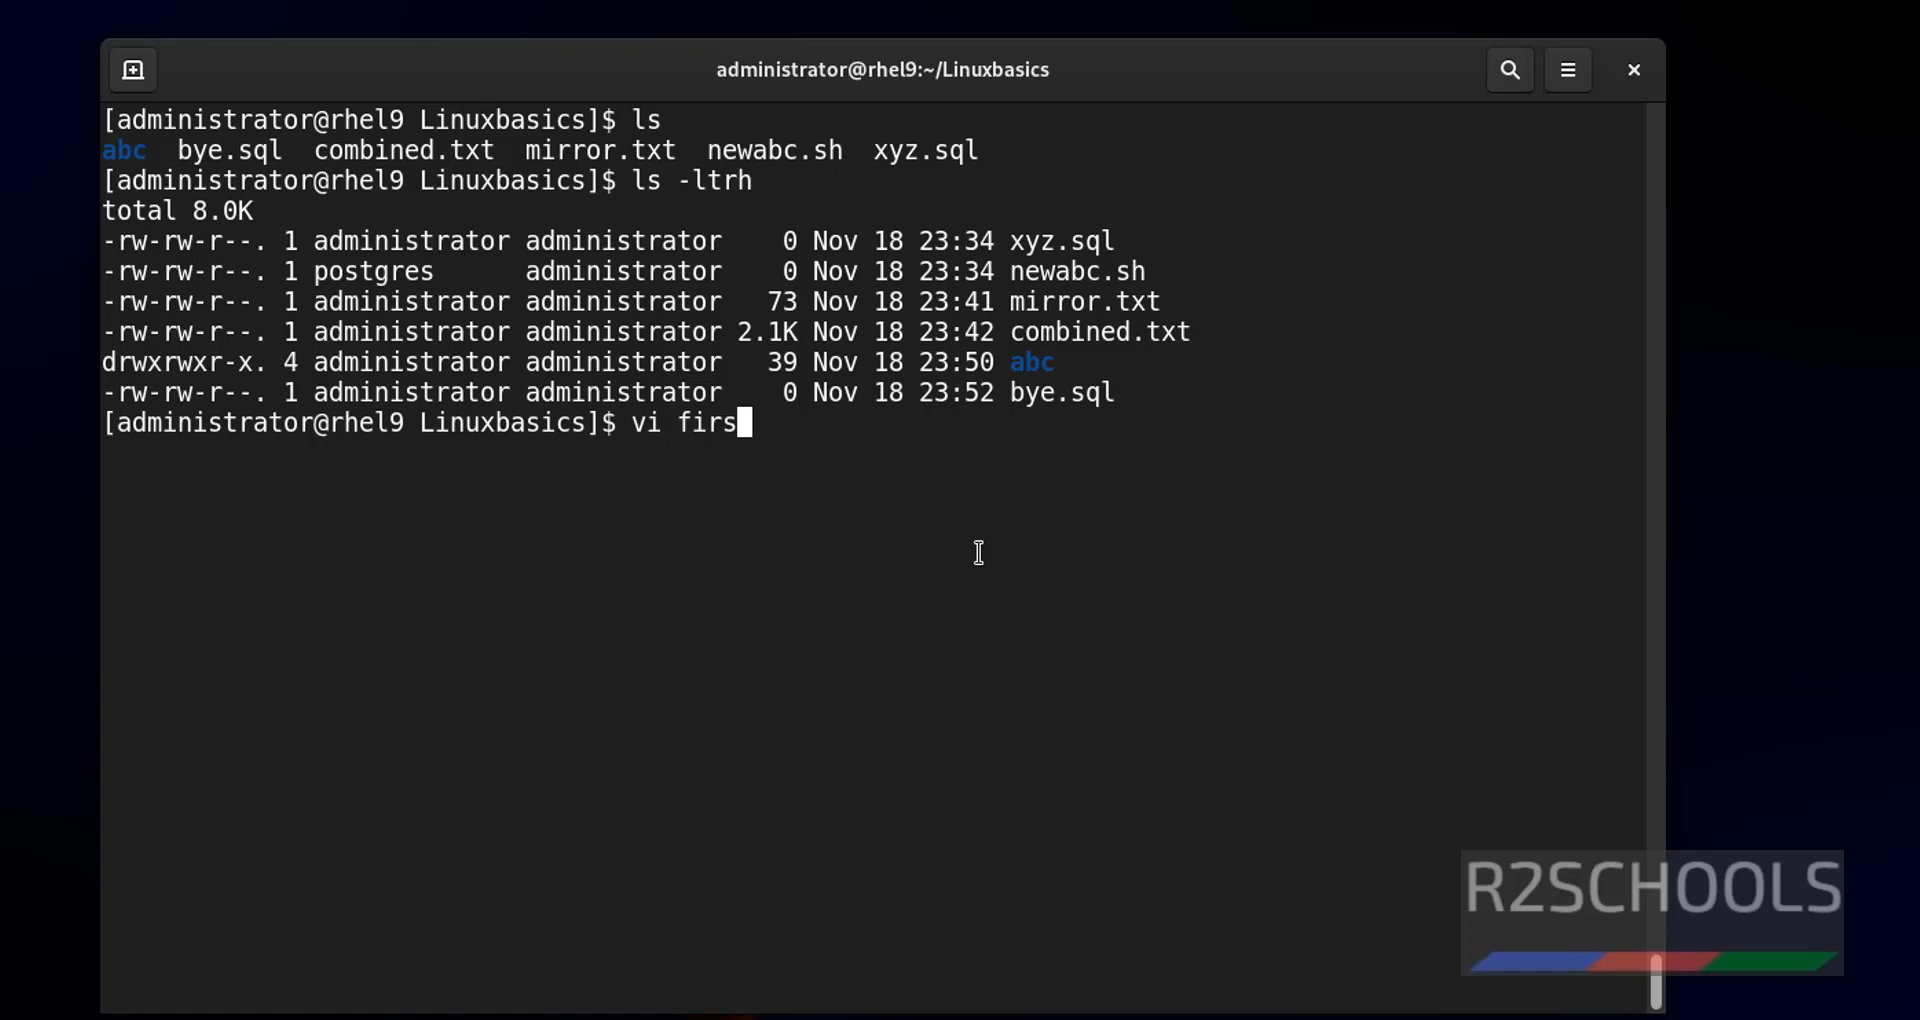 administrator@rhel9:~/Linuxbasics
[administrator@rhel9 Linuxbasics]$ ls
abc  bye.sql  combined.txt  mirror.txt  newabc.sh  xyz.sql
[administrator@rhel9 Linuxbasics]$ ls -ltrh
total 8.0K
-rw-rw-r--. 1 administrator administrator    0 Nov 18 23:34 xyz.sql
-rw-rw-r--. 1 postgres      administrator    0 Nov 18 23:34 newabc.sh
-rw-rw-r--. 1 administrator administrator   73 Nov 18 23:41 mirror.txt
-rw-rw-r--. 1 administrator administrator 2.1K Nov 18 23:42 combined.txt
drwxrwxr-x. 4 administrator administrator   39 Nov 18 23:50 abc
-rw-rw-r--. 1 administrator administrator    0 Nov 18 23:52 bye.sql
[administrator@rhel9 Linuxbasics]$ vi firs
R2SCHOOLS